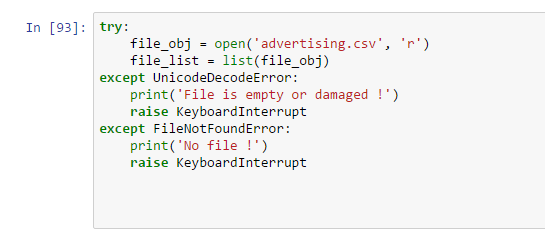 In [93]: try:
    file_obj = open('advertising.csv', 'r')
    file_list = list(file_obj)
except UnicodeDecodeError:
    print('File is empty or damaged !')
    raise KeyboardInterrupt
except FileNotFoundError:
    print('No file !')
    raise KeyboardInterrupt